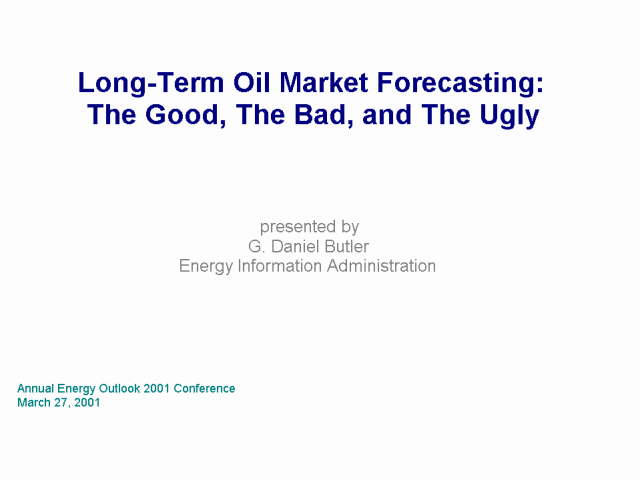 Long-Term Oil Market Forecasting:
The Good, The Bad, and The Ugly
presented by
G. Daniel Butler
Energy Information Administration
Annual Energy Outlook 2001 Conference
March 27, 2001